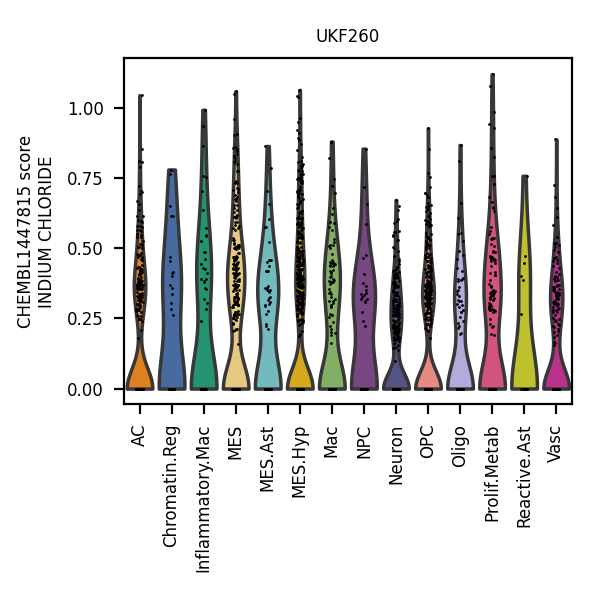 UKF260
CHEMBL1447815 score
INDIUM CHLORIDE
1.00
0.75
0.50
0.25
0.00
AC
Chromatin.Reg
Inflammatory.Mac
MES
MES.Ast
MES.Hyp
Mac
NPC
Neuron
OPC
Oligo
Prolif.Metab
Reactive.Ast
Vasc